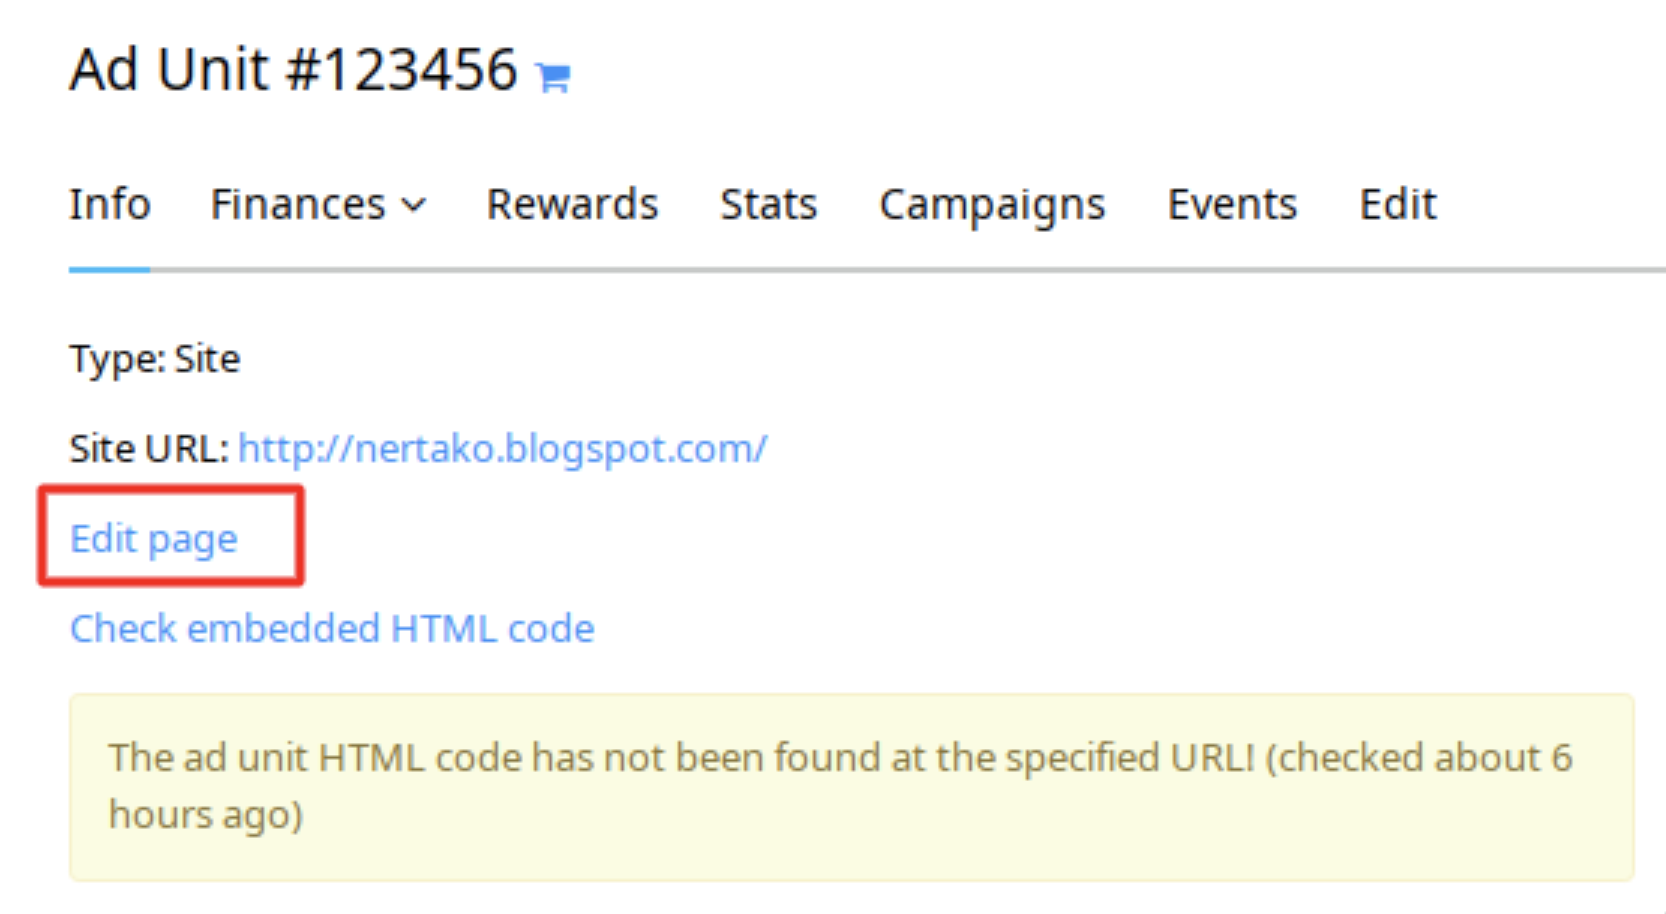 Ad Unit #123456
Info Finances Rewards Stats Campaigns Events Edit
Type: Site
Site URL: http://nertako.blogspot.com/
Edit page
Check embedded HTML code
The ad unit HTML code has not been found at the specified URL! (checked about 6
hours ago)